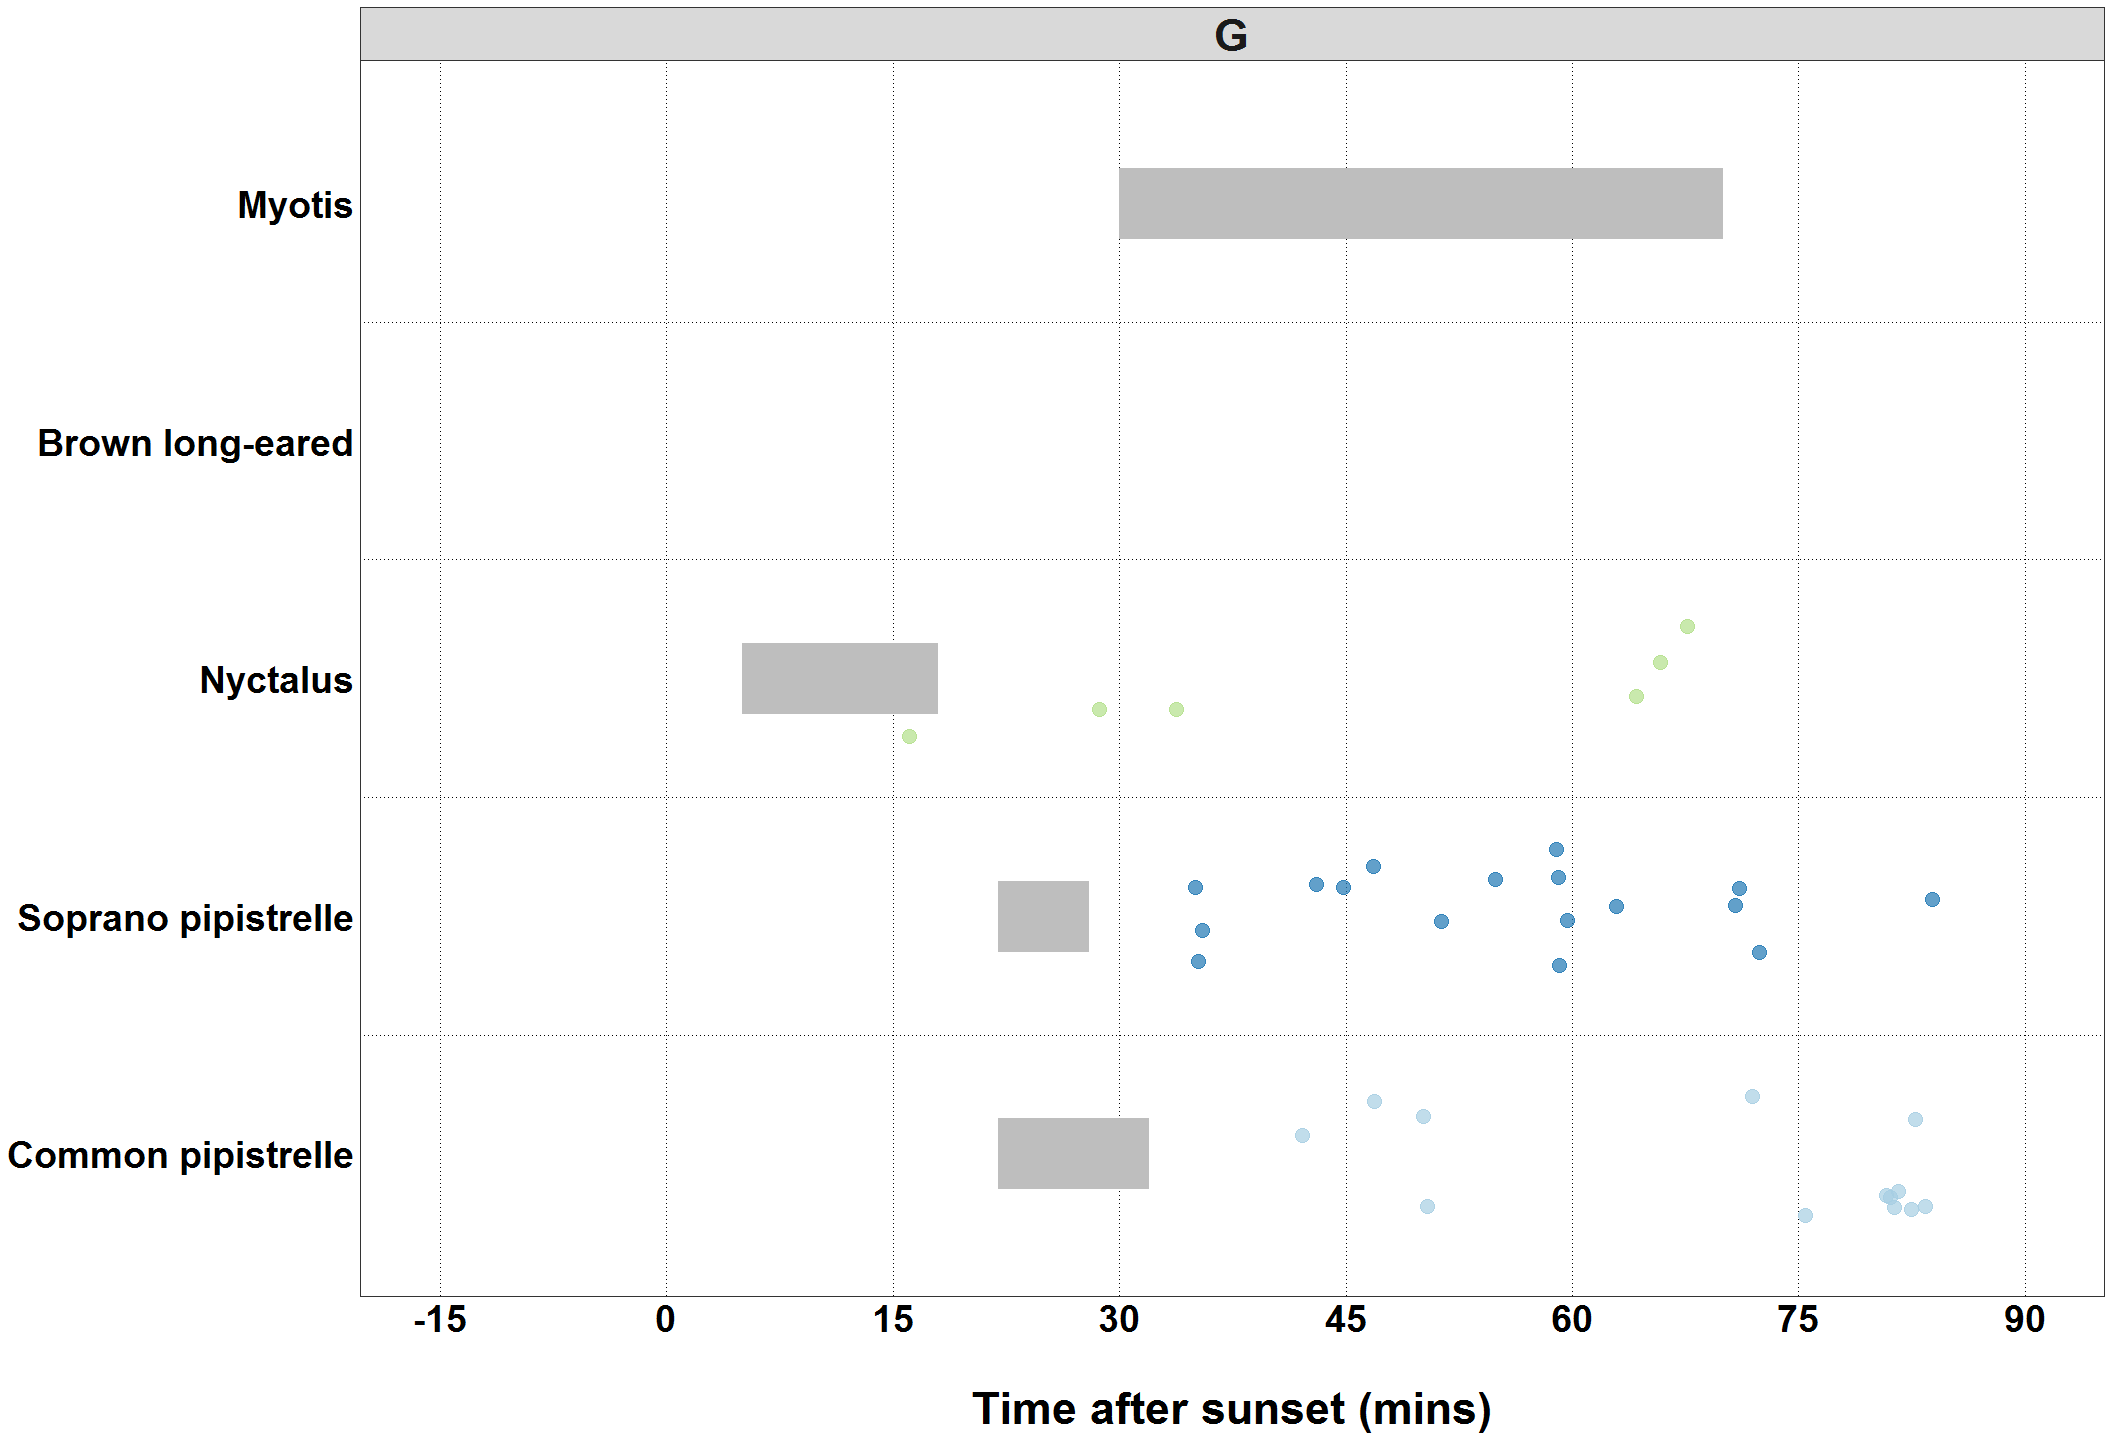 G
Myotis
Brown long-eared
Nyctalus
Soprano pipistrelle
Common pipistrelle
-15 0 15 30 45 60 75 90
Time after sunset (mins)